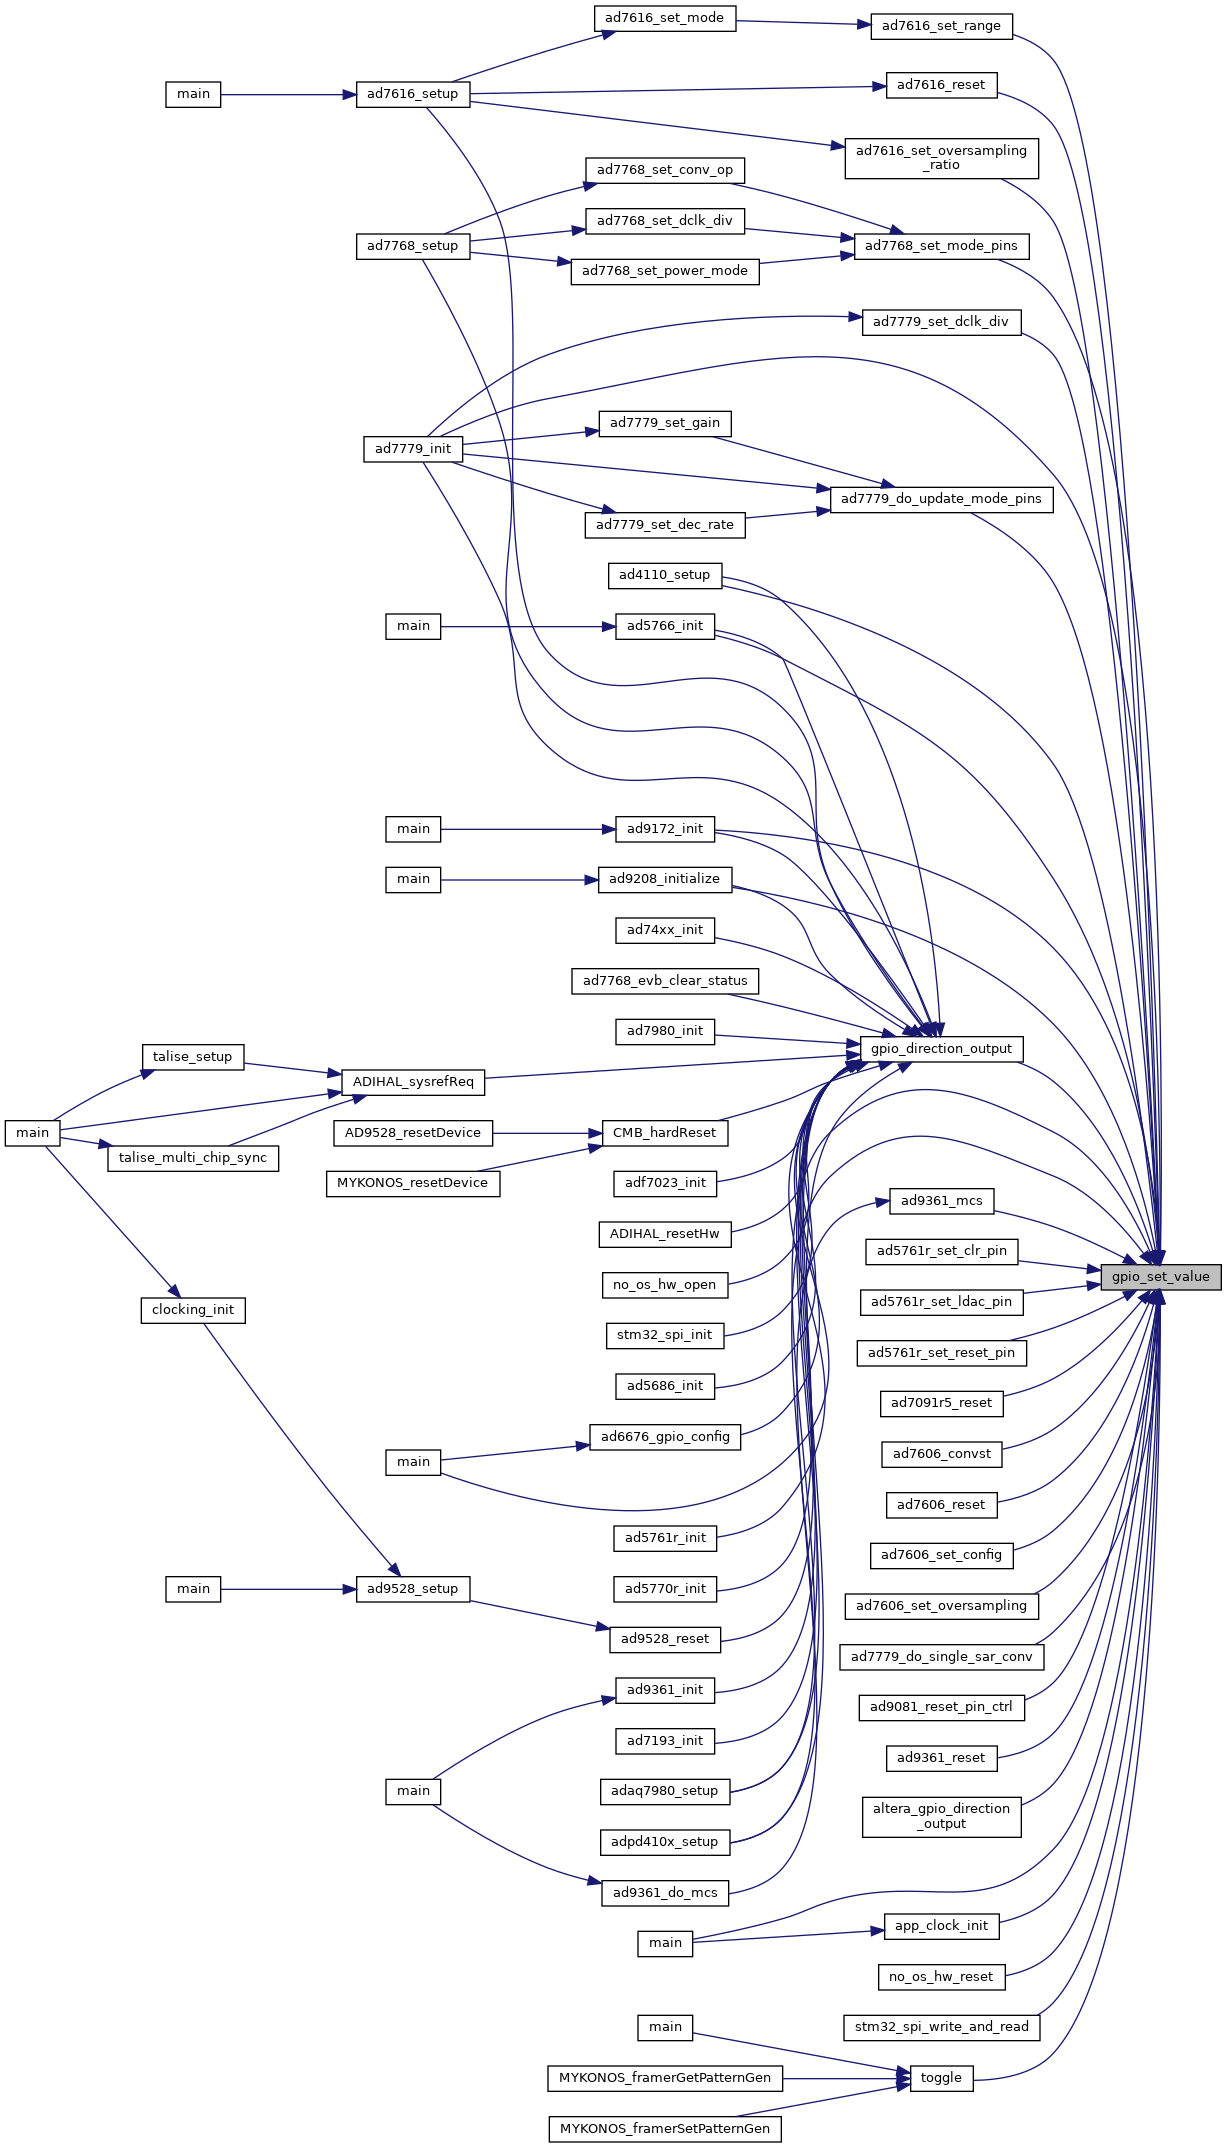 ad7616_set_mode
ad7616_set_range
main
ad7616_setup
ad7616_reset
ad7616_set_oversampling
_ratio
ad7768_set_conv_op
ad7768_set_dclk_div
ad7768_setup
ad7768_set_mode_pins
ad7768_set_power_mode
ad7779_set_dclk_div
ad7779_set_gain
ad7779_init
ad7779_do_update_mode_pins
ad7779_set_dec_rate
ad4110_setup
main
ad5766_init
main
ad9172_init
main
ad9208_initialize
ad74xx_init
ad7768_evb_clear_status
ad7980_init
gpio_direction_output
talise_setup
ADIHAL_sysrefReq
main
AD9528_resetDevice
CMB_hardReset
talise_multi_chip_sync
MYKONOS_resetDevice
adf7023_init
ad9361_mcs
ADIHAL_resetHw
ad5761r_set_clr_pin
gpio_set_value
no_os_hw_open
ad5761r_set_ldac_pin
clocking_init
stm32_spi_init
ad5761r_set_reset_pin
ad5686_init
ad7091r5_reset
ad6676_gpio_config
main
ad7606_convst
ad7606_reset
ad5761r_init
ad7606_set_config
main
ad9528_setup
ad5770r_init
ad7606_set_oversampling
ad9528_reset
ad7779_do_single_sar_conv
ad9361_init
ad9081_reset_pin_ctrl
ad7193_init
ad9361_reset
main
adaq7980_setup
altera_gpio_direction
_output
adpd410x_setup
ad9361_do_mcs
app_clock_init
main
no_os_hw_reset
main
stm32_spi_write_and_read
MYKONOS_framerGetPatternGen
toggle
MYKONOS_framerSetPatternGen